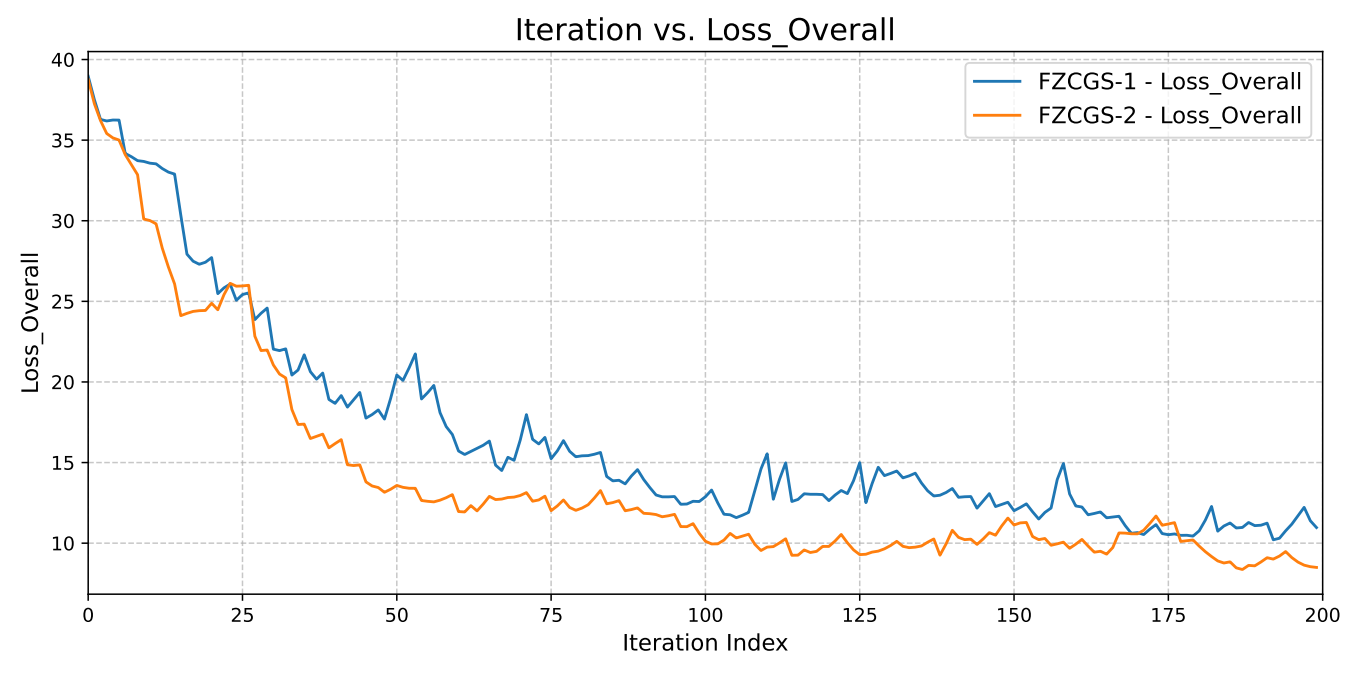 Iteration vs. Loss_Overall
FZCGS-1 - Loss_Overall
FZCGS-2 - Loss_Overall
Loss_Overall
40
35
30
25
20
15
10
0 25 50 75 100 125 150 175 200
Iteration Index